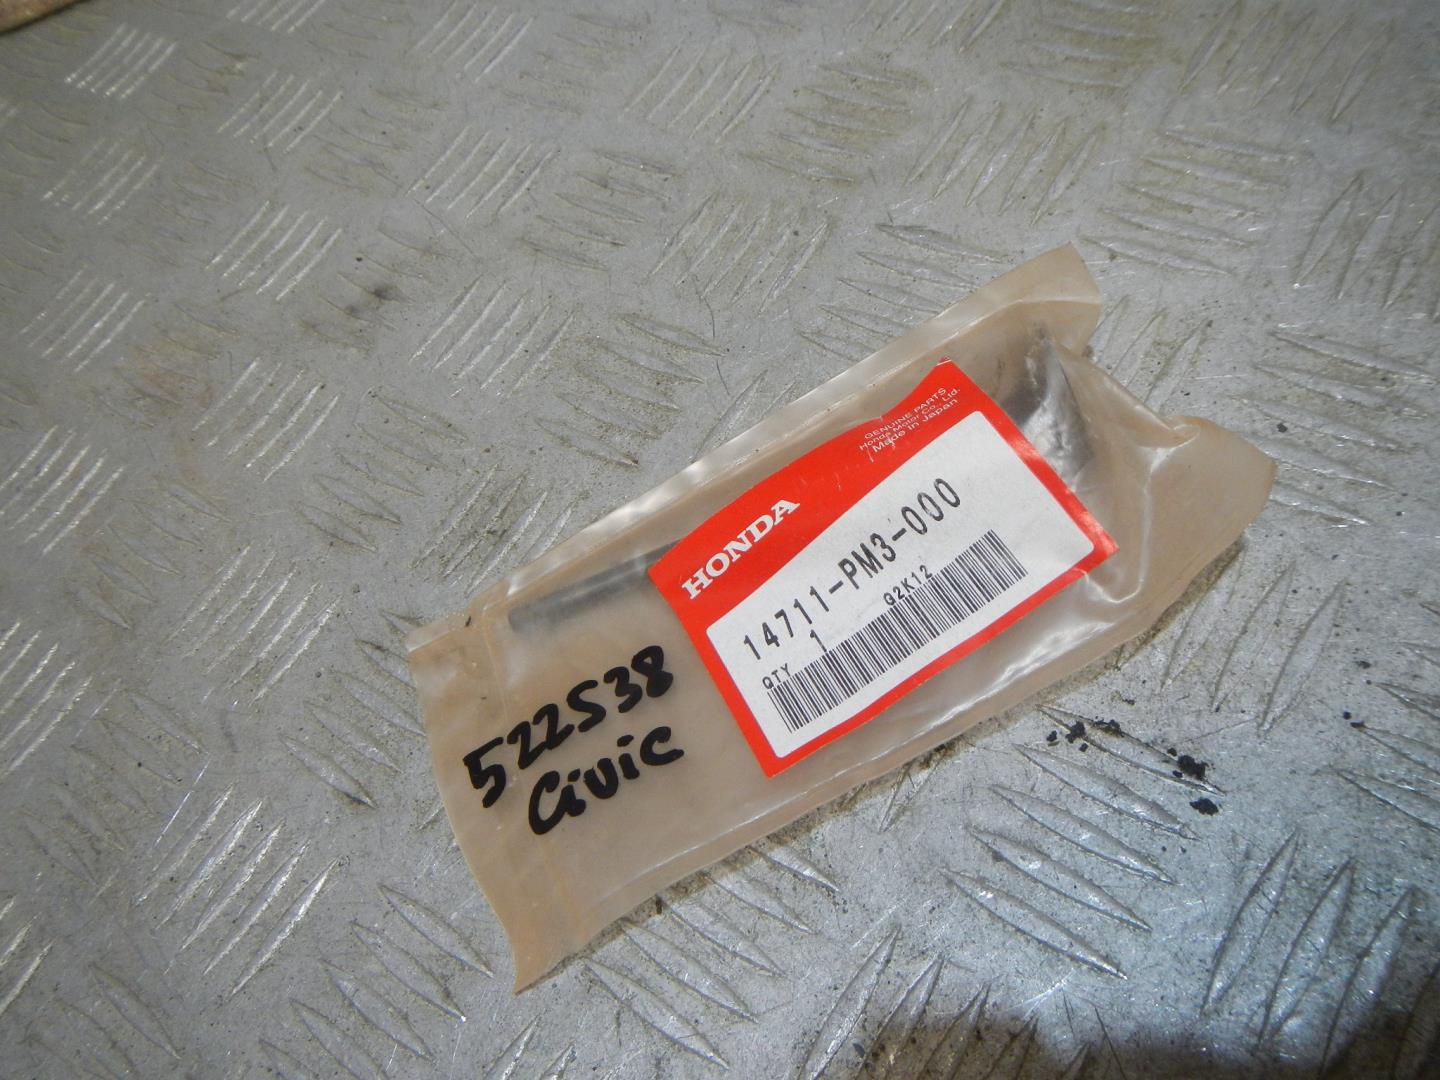 GENUINE PARTS
Honda Motor Co., Ltd.
Made in Japan
HONDA
14711-PM3-000
G2K12
QTY 1
522538
Civic